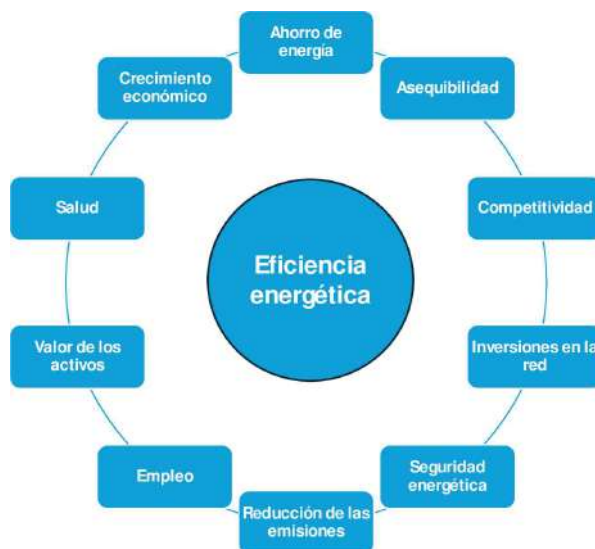 Ahorro de
energía
Asequibilidad
Competitividad
Inversiones en la
red
Seguridad
energética
Reducción de las
emisiones
Empleo
Valor de los
activos
Salud
Crecimiento
económico
Eficiencia
energética